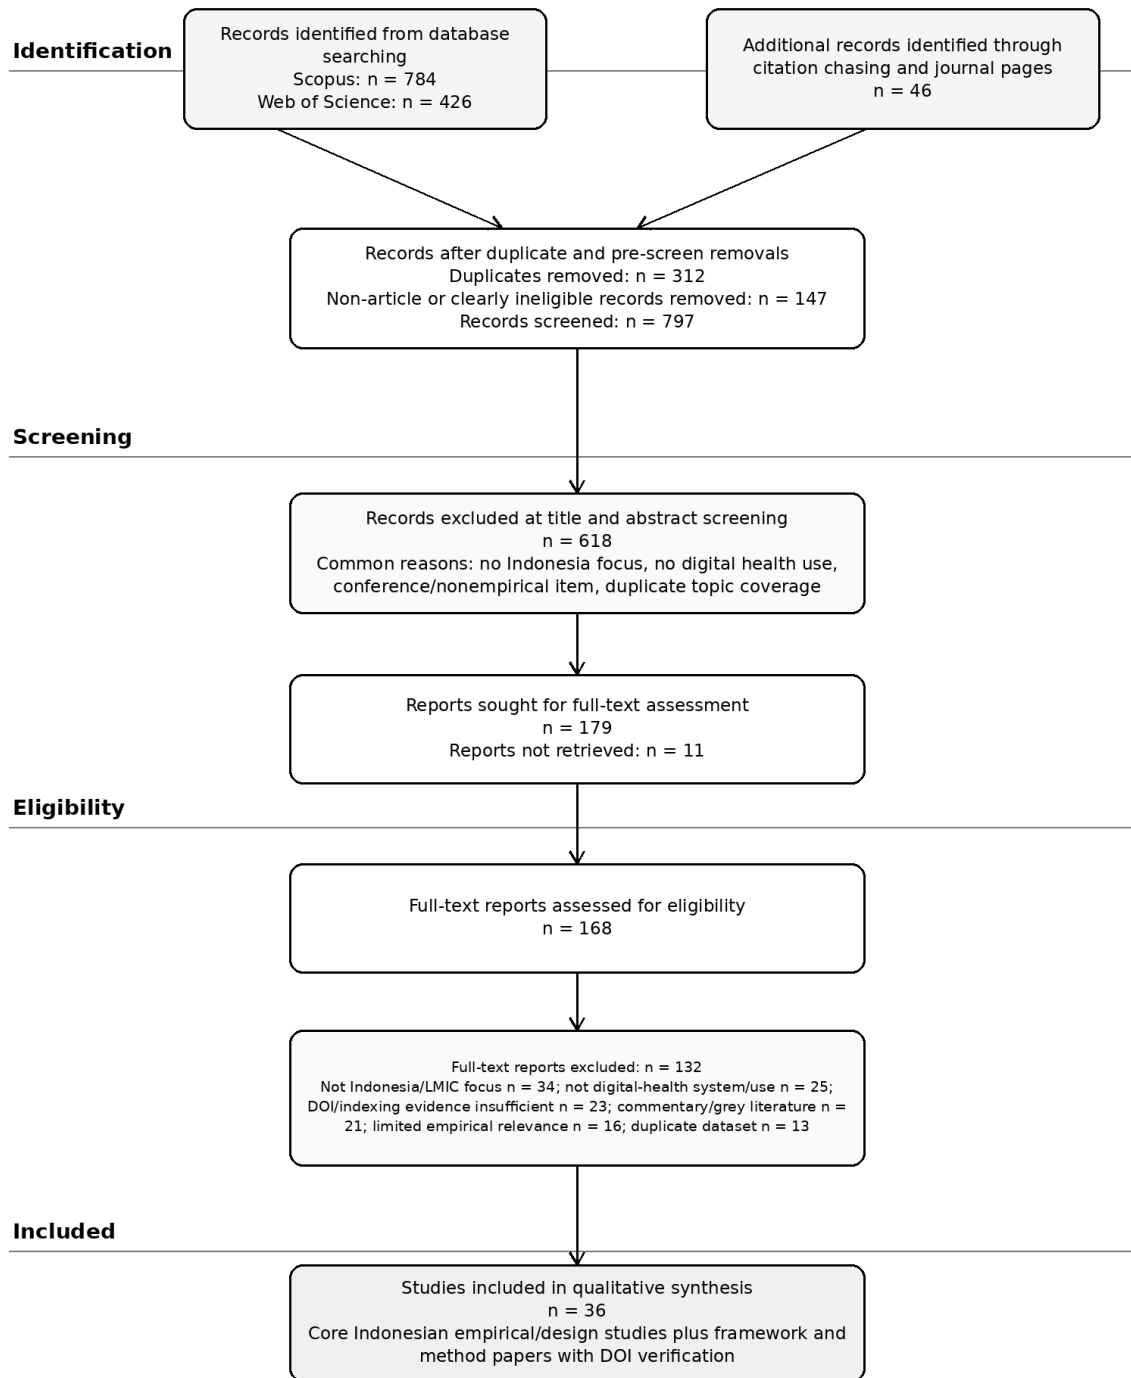 Identification
Records identified from database
searching
Scopus: n = 784
Web of Science: n = 426
Additional records identified through
citation chasing and journal pages
n = 46
Records after duplicate and pre-screen removals
Duplicates removed: n = 312
Non-article or clearly ineligible records removed: n = 147
Records screened: n = 797
Screening
Records excluded at title and abstract screening
n = 618
Common reasons: no Indonesia focus, no digital health use,
conference/nonempirical item, duplicate topic coverage
Reports sought for full-text assessment
n = 179
Reports not retrieved: n = 11
Eligibility
Full-text reports assessed for eligibility
n = 168
Full-text reports excluded: n = 132
Not Indonesia/LMIC focus n = 34; not digital-health system/use n = 25;
DOI/indexing evidence insufficient n = 23; commentary/grey literature n =
21; limited empirical relevance n = 16; duplicate dataset n = 13
Included
Studies included in qualitative synthesis
n = 36
Core Indonesian empirical/design studies plus framework and
method papers with DOI verification